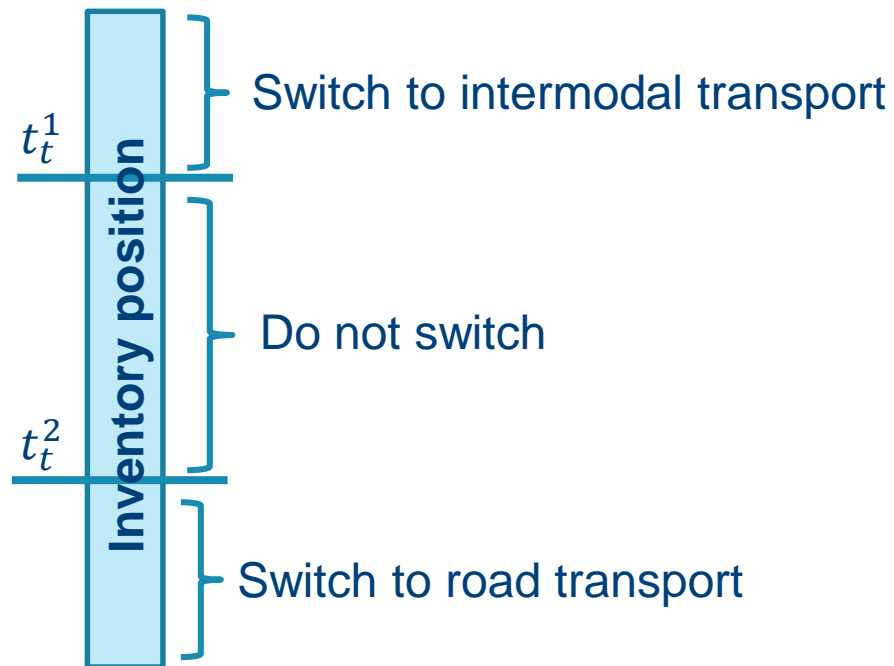 Switch to intermodal transport
t_t^1
Inventory position
Do not switch
t_t^2
Switch to road transport